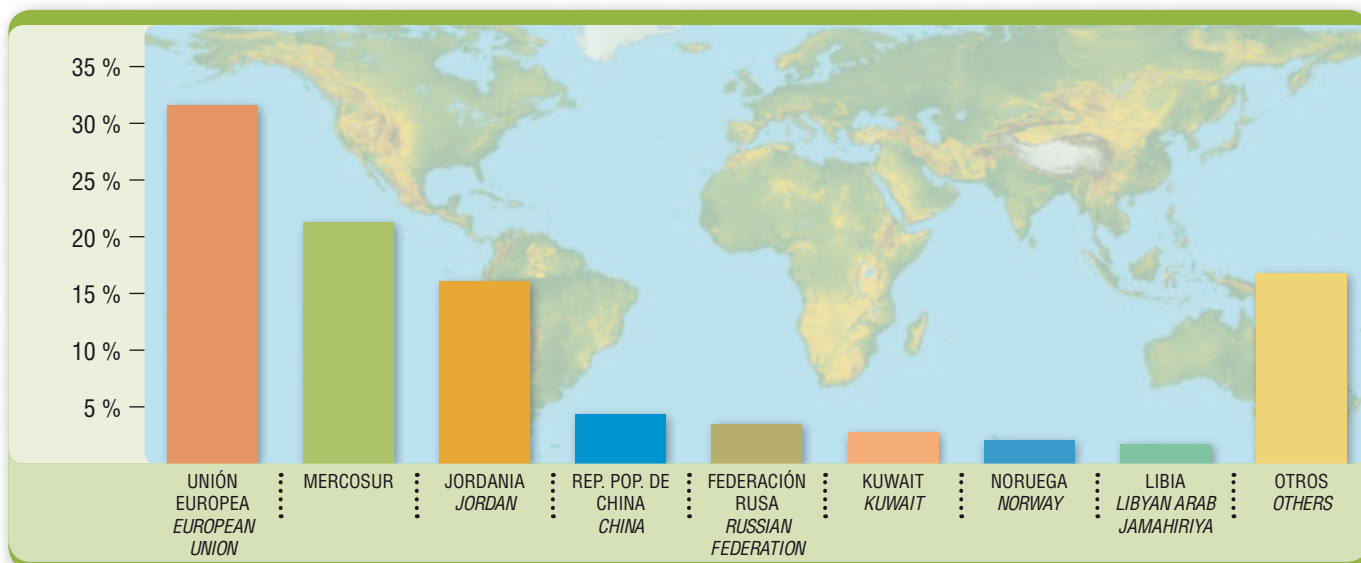 35 %
30 %
25 %
20 %
15 %
10 %
5 %
UNIÓN
EUROPEA
EUROPEAN
UNION
MERCOSUR
JORDANIA
JORDAN
REP. POP. DE
CHINA
CHINA
FEDERACIÓN
RUSA
RUSSIAN
FEDERATION
KUWAIT
KUWAIT
NORUEGA
NORWAY
LIBIA
LIBYAN ARAB
JAMAHIRIYA
OTROS
OTHERS